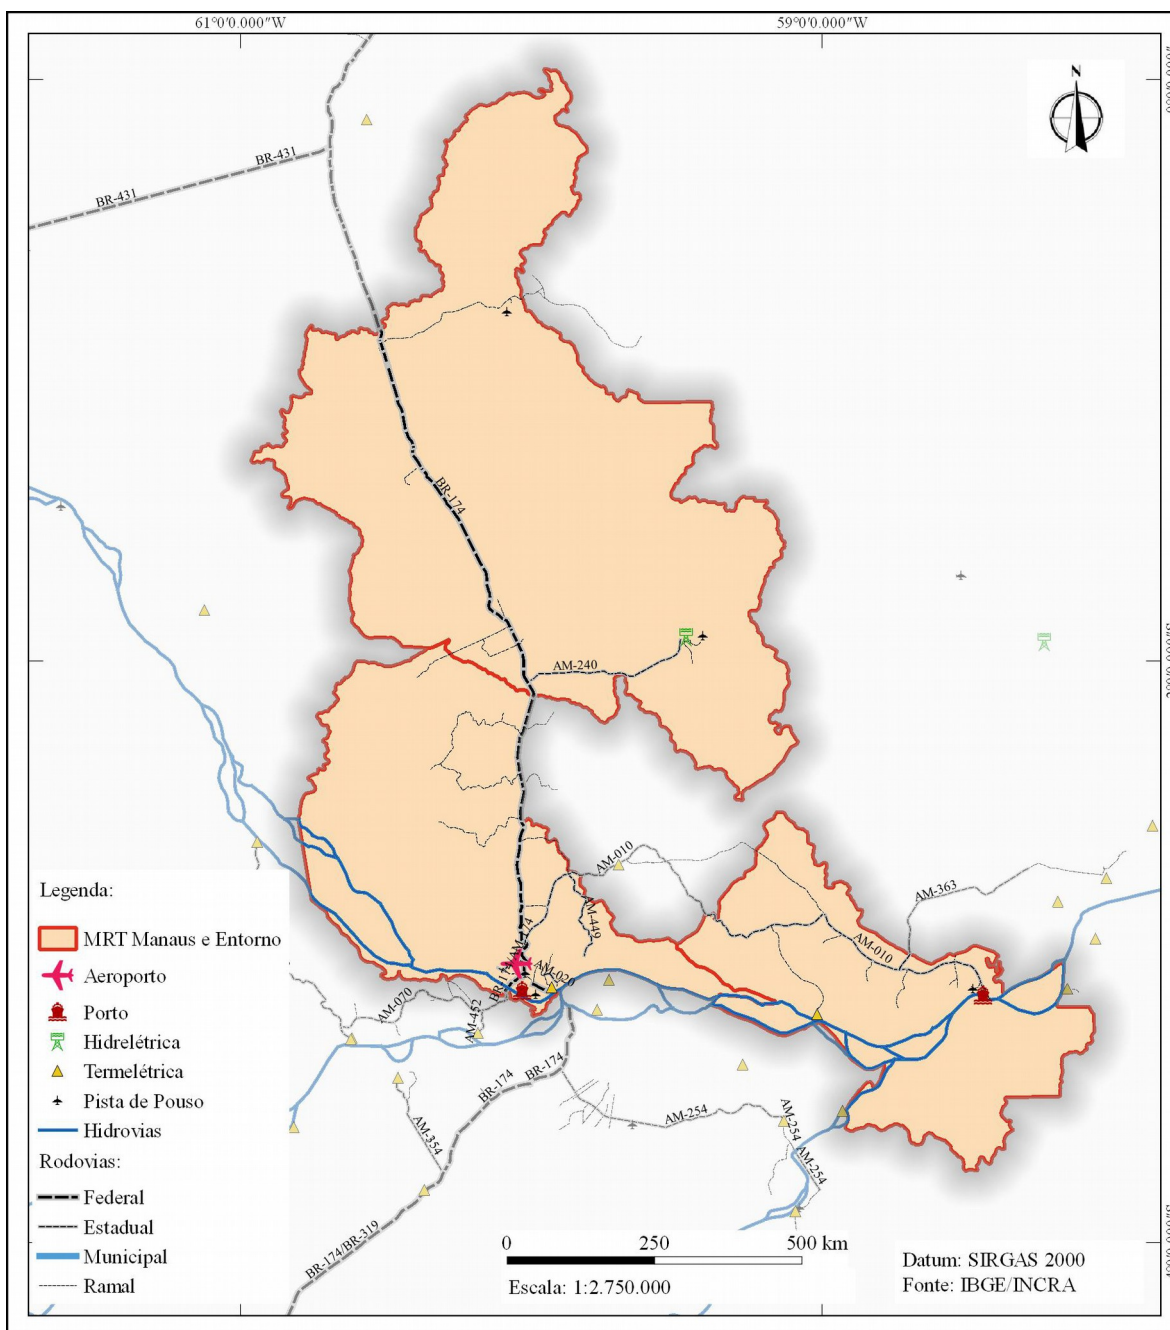 61°0'0.000"W
59°0'0.000"W
N
BR-431
BR-431
BR-174
AM-240
AM-010
AM-363
AM-449
AM-174
AM-010
AM-020
AM-070
AM-452
BR-174
BR-174
AM-254
AM-254
AM-254
AM-354
BR-174/BR-319
Legenda:
MRT Manaus e Entorno
Aeroporto
Porto
Hidrelétrica
Termelétrica
Pista de Pouso
Hidrovias
Rodovias:
Federal
Estadual
Municipal
Ramal
0 250 500 km
Escala: 1:2.750.000
Datum: SIRGAS 2000
Fonte: IBGE/INCRA